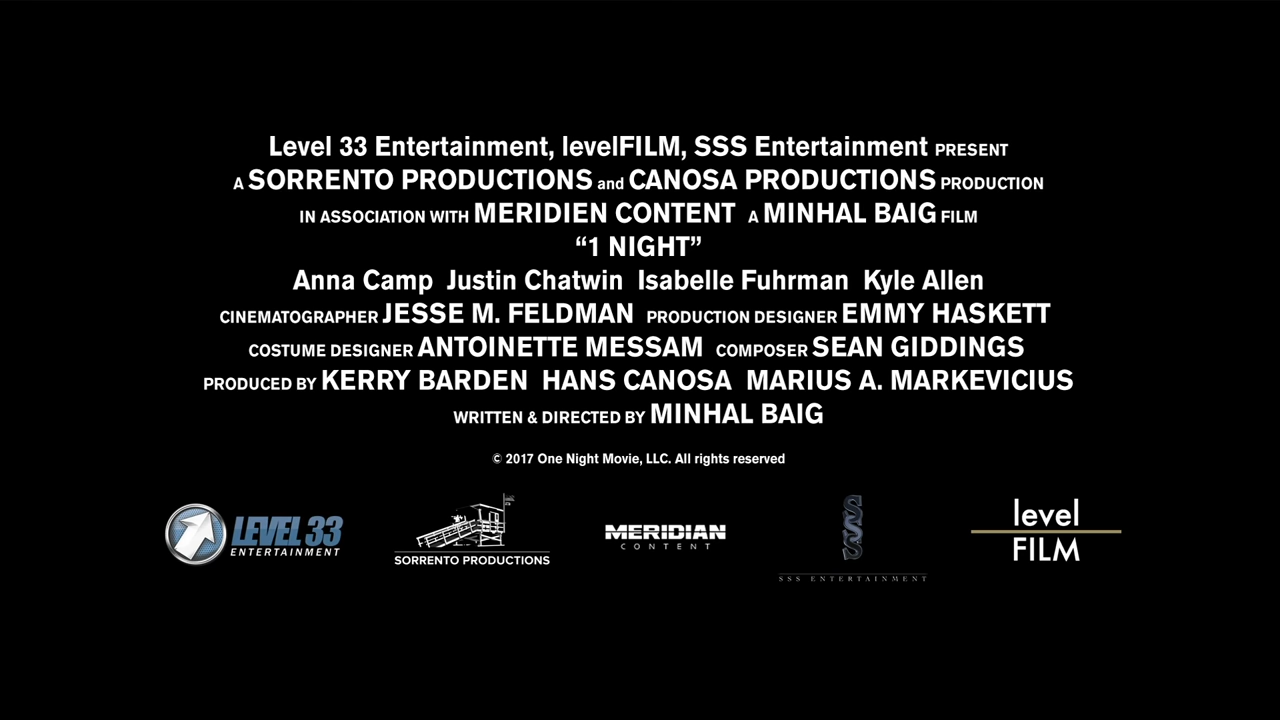 Level 33 Entertainment, levelFILM, SSS Entertainment PRESENT
A SORRENTO PRODUCTIONS and CANOSA PRODUCTIONS PRODUCTION
IN ASSOCIATION WITH MERIDIEN CONTENT A MINHAL BAIG FILM
“1 NIGHT”
Anna Camp Justin Chatwin Isabelle Fuhrman Kyle Allen
CINEMATOGRAPHER JESSE M. FELDMAN PRODUCTION DESIGNER EMMY HASKETT
COSTUME DESIGNER ANTOINETTE MESSAM COMPOSER SEAN GIDDINGS
PRODUCED BY KERRY BARDEN HANS CANOSA MARIUS A. MARKEVICIUS
WRITTEN & DIRECTED BY MINHAL BAIG
© 2017 One Night Movie, LLC. All rights reserved
LEVEL 33
ENTERTAINMENT
SORRENTO PRODUCTIONS
MERIDIAN
CONTENT
SSS
SSS ENTERTAINMENT
level
FILM